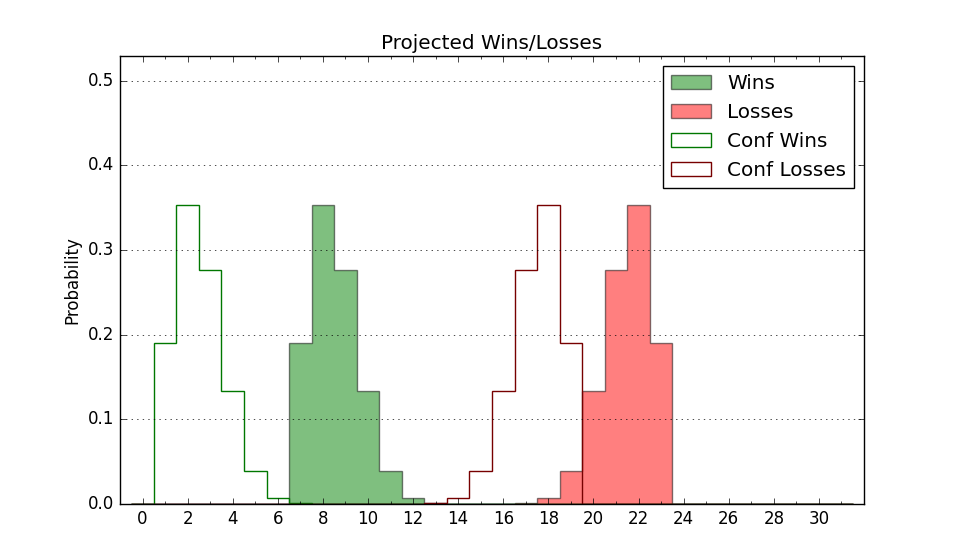 Projected Wins/Losses
Wins
Losses
Conf Wins
Conf Losses
Probability
0.5
0.4
0.3
0.2
0.1
0.0
0 2 4 6 8 10 12 14 16 18 20 22 24 26 28 30